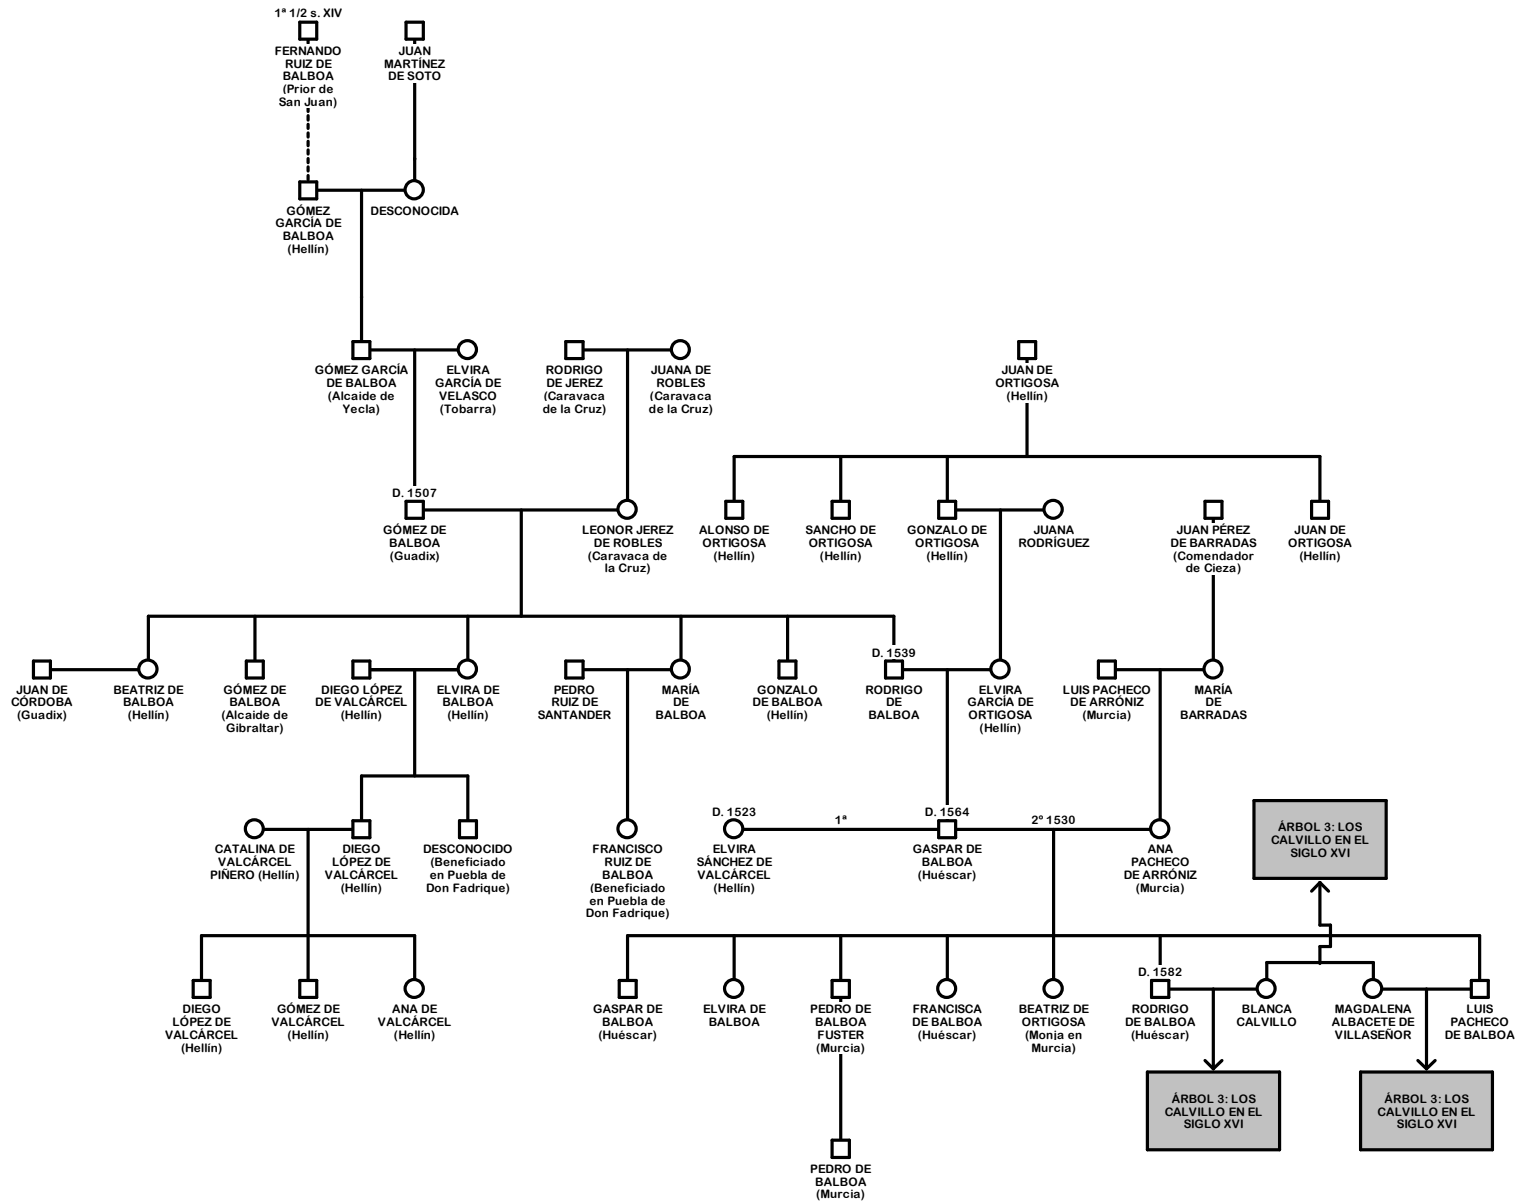 1ª 1/2 s. XIV
FERNANDO
RUIZ DE
BALBOA
(Prior de
San Juan)
JUAN
MARTÍNEZ
DE SOTO
GÓMEZ
GARCÍA DE
BALBOA
(Hellín)
DESCONOCIDA
GÓMEZ GARCÍA
DE BALBOA
(Alcaide de
Yecla)
ELVIRA
GARCÍA DE
VELASCO
(Tobarra)
RODRIGO
DE JEREZ
(Caravaca
de la Cruz)
JUANA DE
ROBLES
(Caravaca
de la Cruz)
JUAN DE
ORTIGOSA
(Hellín)
D. 1507
GÓMEZ DE
BALBOA
(Guadix)
LEONOR JEREZ
DE ROBLES
(Caravaca de
la Cruz)
ALONSO DE
ORTIGOSA
(Hellín)
SANCHO DE
ORTIGOSA
(Hellín)
GONZALO DE
ORTIGOSA
(Hellín)
JUANA
RODRÍGUEZ
JUAN PÉREZ
DE BARRADAS
(Comendador
de Cieza)
JUAN DE
ORTIGOSA
(Hellín)
JUAN DE
CÓRDOBA
(Guadix)
BEATRIZ DE
BALBOA
(Hellín)
GÓMEZ DE
BALBOA
(Alcaide de
Gibraltar)
DIEGO LÓPEZ
DE VALCÁRCEL
(Hellín)
ELVIRA DE
BALBOA
(Hellín)
PEDRO
RUIZ DE
SANTANDER
MARÍA
DE
BALBOA
GONZALO
DE BALBOA
(Hellín)
D. 1539
RODRIGO
DE
BALBOA
ELVIRA
GARCÍA DE
ORTIGOSA
(Hellín)
LUIS PACHECO
DE ARRÓNIZ
(Murcia)
MARÍA
DE
BARRADAS
CATALINA DE
VALCÁRCEL
PIÑERO (Hellín)
DIEGO
LÓPEZ DE
VALCÁRCEL
(Hellín)
DESCONOCIDO
(Beneficiado
en Puebla de
Don Fadrique)
FRANCISCO
RUIZ DE
BALBOA
(Beneficiado
en Puebla de
Don Fadrique)
D. 1523
ELVIRA
SÁNCHEZ DE
VALCÁRCEL
(Hellín)
1ª
D. 1564
GASPAR DE
BALBOA
(Huéscar)
2º 1530
ANA
PACHECO
DE ARRÓNIZ
(Murcia)
ÁRBOL 3: LOS
CALVILLO EN EL
SIGLO XVI
DIEGO
LÓPEZ DE
VALCÁRCEL
(Hellín)
GÓMEZ DE
VALCÁRCEL
(Hellín)
ANA DE
VALCÁRCEL
(Hellín)
GASPAR DE
BALBOA
(Huéscar)
ELVIRA DE
BALBOA
PEDRO DE
BALBOA
FUSTER
(Murcia)
FRANCISCA
DE BALBOA
(Huéscar)
BEATRIZ DE
ORTIGOSA
(Monja en
Murcia)
D. 1582
RODRIGO
DE BALBOA
(Huéscar)
BLANCA
CALVILLO
MAGDALENA
ALBACETE DE
VILLASEÑOR
LUIS
PACHECO
DE BALBOA
ÁRBOL 3: LOS
CALVILLO EN EL
SIGLO XVI
ÁRBOL 3: LOS
CALVILLO EN EL
SIGLO XVI
PEDRO DE
BALBOA
(Murcia)